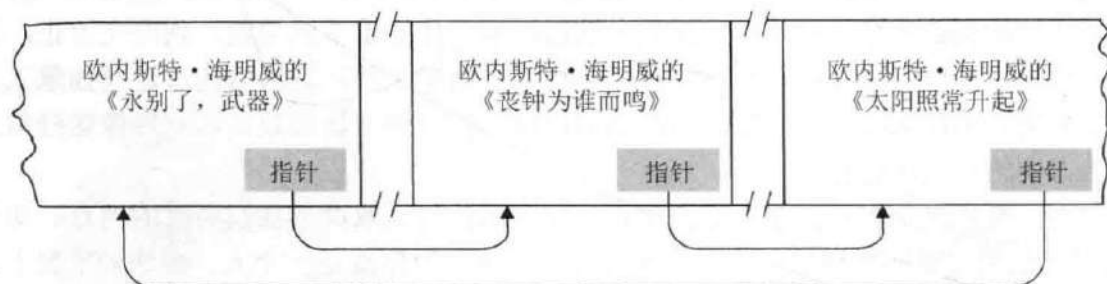 欧内斯特·海明威的
《永别了，武器》
指针
欧内斯特·海明威的
《丧钟为谁而鸣》
指针
欧内斯特·海明威的
《太阳照常升起》
指针